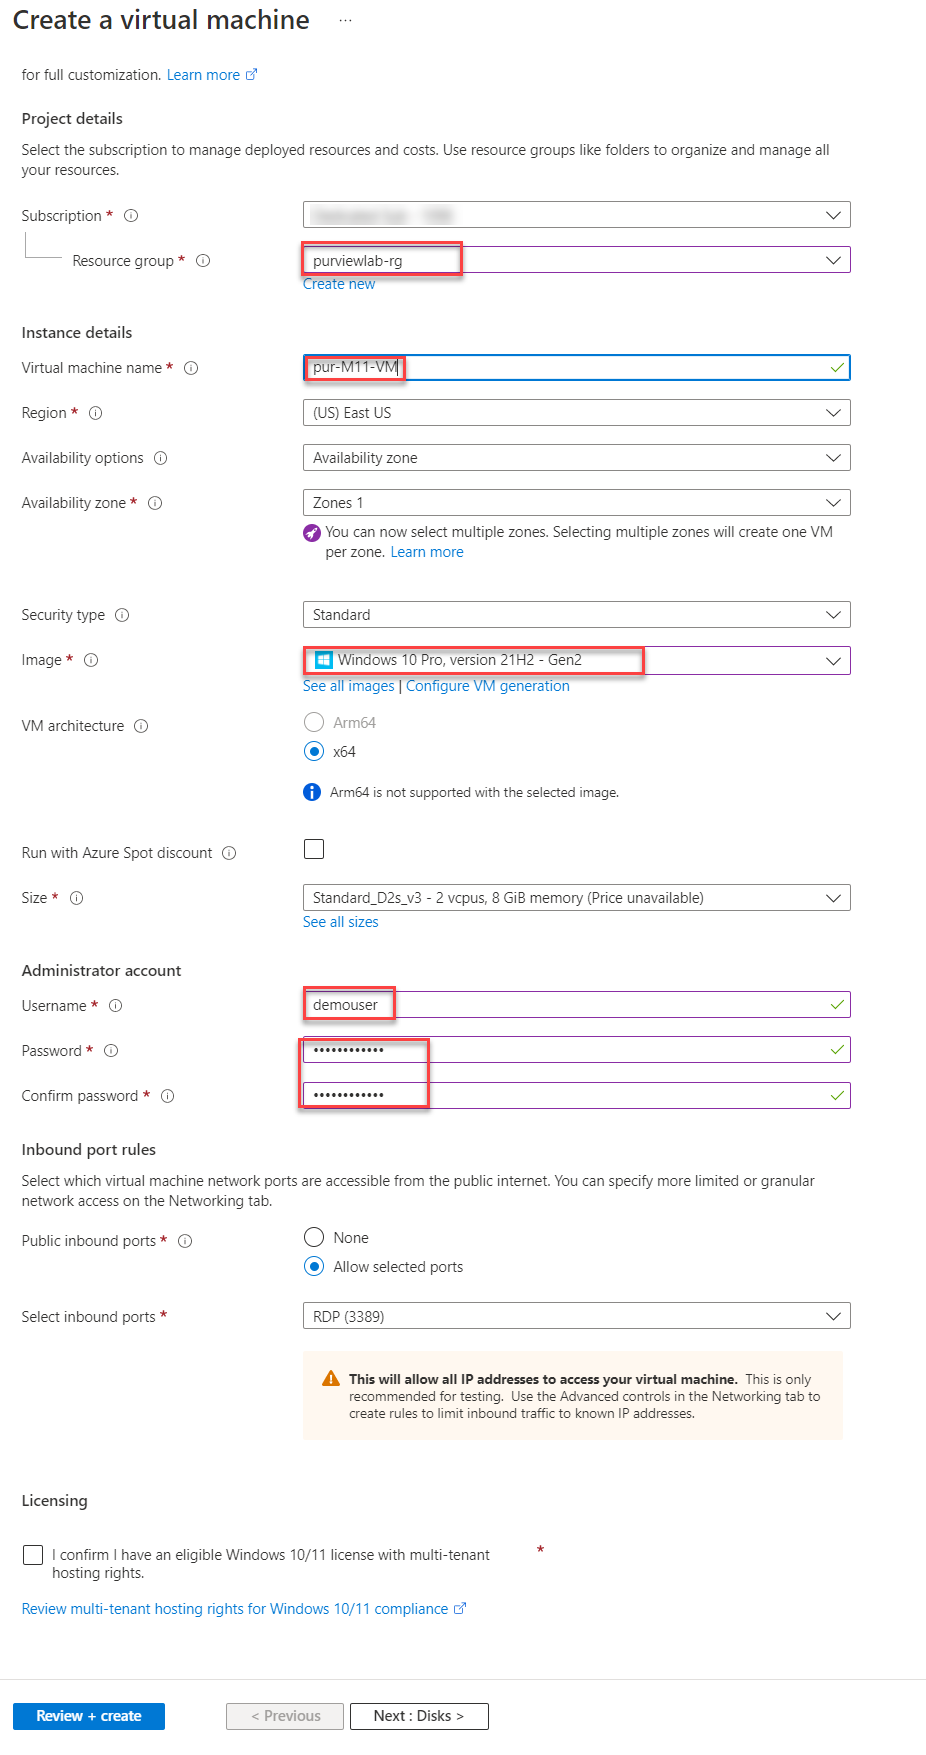 Create a virtual machine ...
for full customization. Learn more
Project details
Select the subscription to manage deployed resources and costs. Use resource groups like folders to organize and manage all
your resources.
Subscription *
Resource group *
purviewlab-rg
Create new
Instance details
Virtual machine name *
pur-M11-VM
Region *
(US) East US
Availability options
Availability zone
Availability zone *
Zones 1
You can now select multiple zones. Selecting multiple zones will create one VM
per zone. Learn more
Security type
Standard
Image *
Windows 10 Pro, version 21H2 - Gen2
See all images | Configure VM generation
VM architecture
Arm64
x64
Arm64 is not supported with the selected image.
Run with Azure Spot discount
Size *
Standard_D2s_v3 - 2 vcpus, 8 GiB memory (Price unavailable)
See all sizes
Administrator account
Username *
demouser
Password *
••••••••••••
Confirm password *
••••••••••••
Inbound port rules
Select which virtual machine network ports are accessible from the public internet. You can specify more limited or granular
network access on the Networking tab.
Public inbound ports *
None
Allow selected ports
Select inbound ports *
RDP (3389)
This will allow all IP addresses to access your virtual machine. This is only
recommended for testing. Use the Advanced controls in the Networking tab to
create rules to limit inbound traffic to known IP addresses.
Licensing
I confirm I have an eligible Windows 10/11 license with multi-tenant *
hosting rights.
Review multi-tenant hosting rights for Windows 10/11 compliance
Review + create
< Previous
Next : Disks >